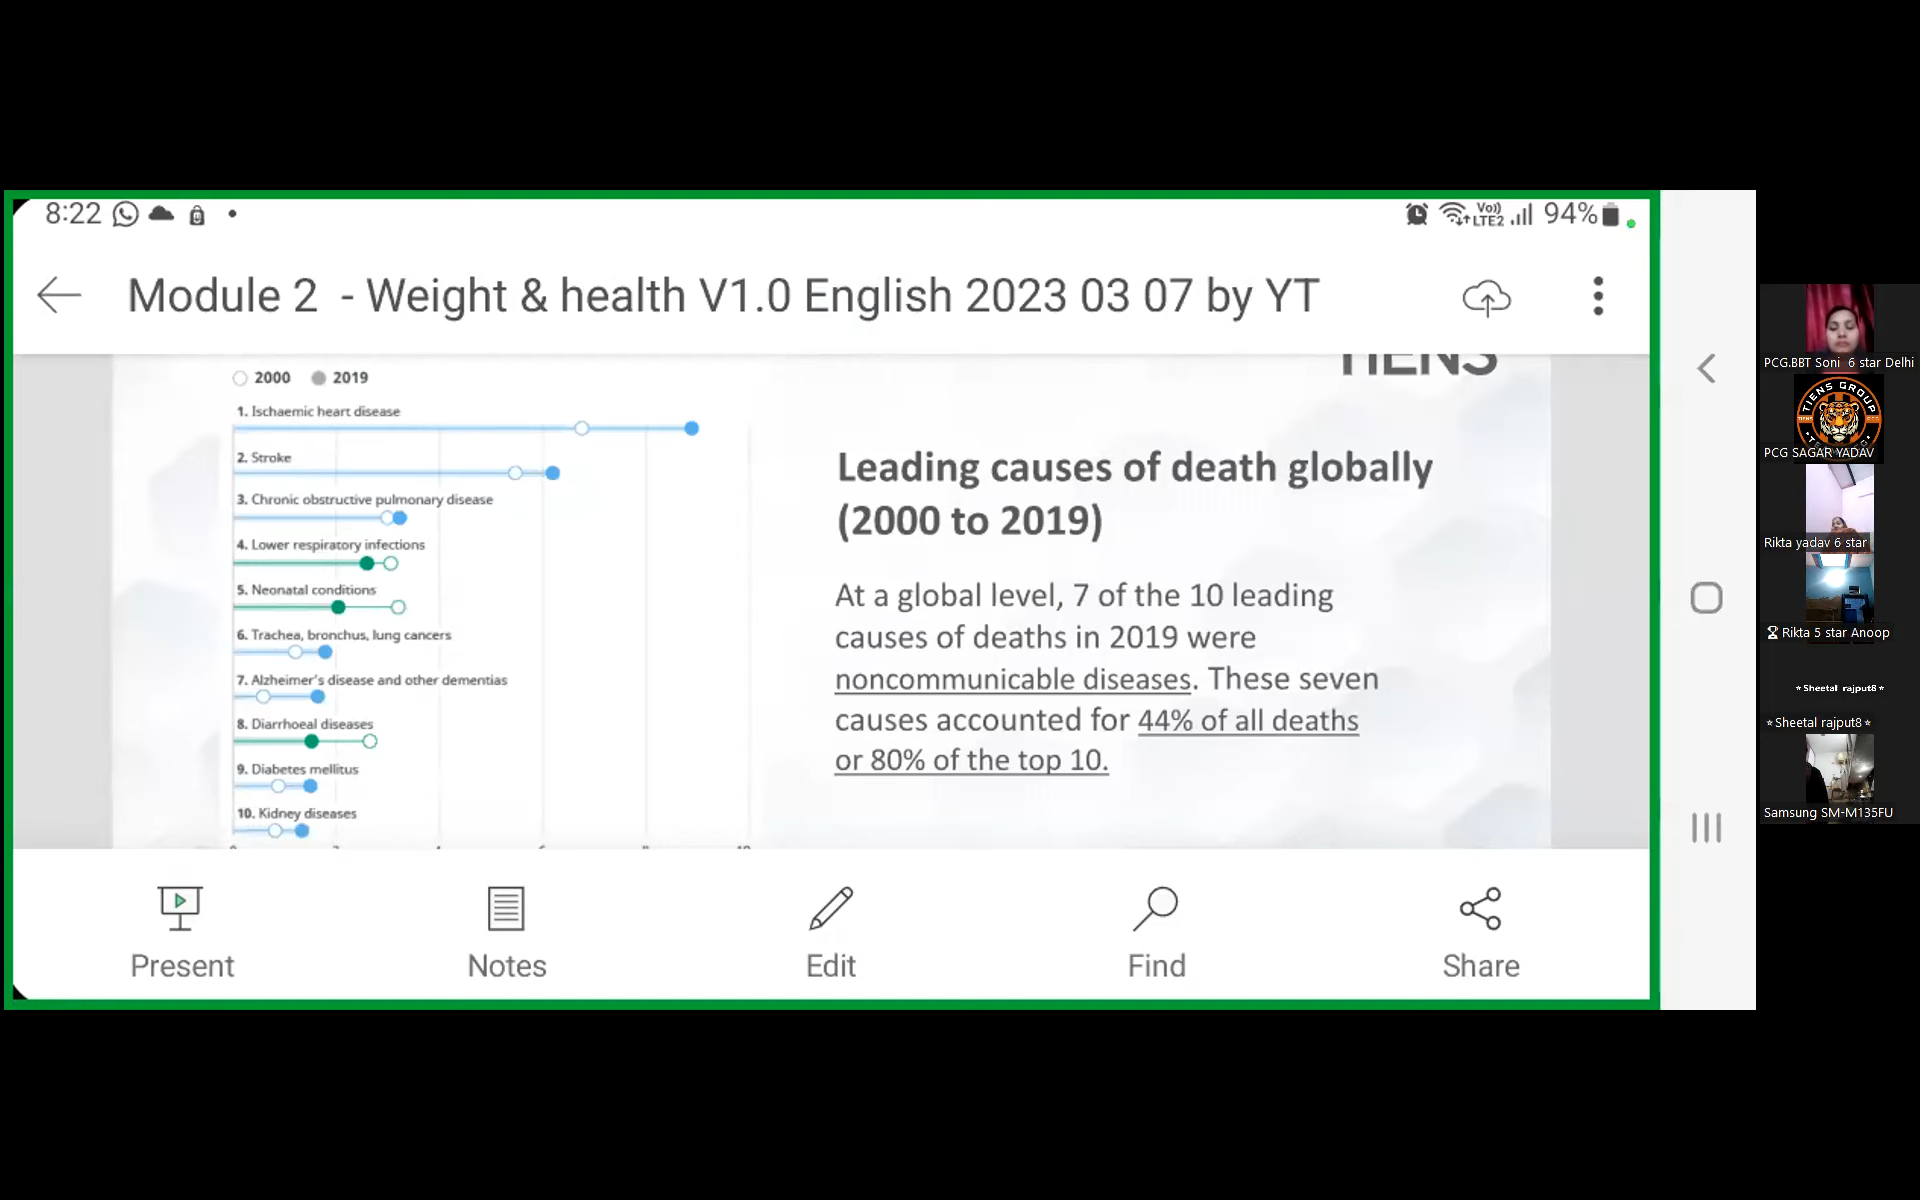 8:22
Vo))
LTE2
94%
Module 2 - Weight & health V1.0 English 2023 03 07 by YT
TIENS
2000 2019
1. Ischaemic heart disease
2. Stroke
3. Chronic obstructive pulmonary disease
4. Lower respiratory infections
5. Neonatal conditions
6. Trachea, bronchus, lung cancers
7. Alzheimer's disease and other dementias
8. Diarrhoeal diseases
9. Diabetes mellitus
10. Kidney diseases
Leading causes of death globally
(2000 to 2019)
At a global level, 7 of the 10 leading
causes of deaths in 2019 were
noncommunicable diseases. These seven
causes accounted for 44% of all deaths
or 80% of the top 10.
Present
Notes
Edit
Find
Share
PCG.BBT Soni 6 star Delhi
TIENS GROUP
PCG SAGAR YADAV
Rikta yadav 6 star
Rikta 5 star Anoop
⭑Sheetal rajput8⭑
⭑Sheetal rajput8⭑
Samsung SM-M135FU